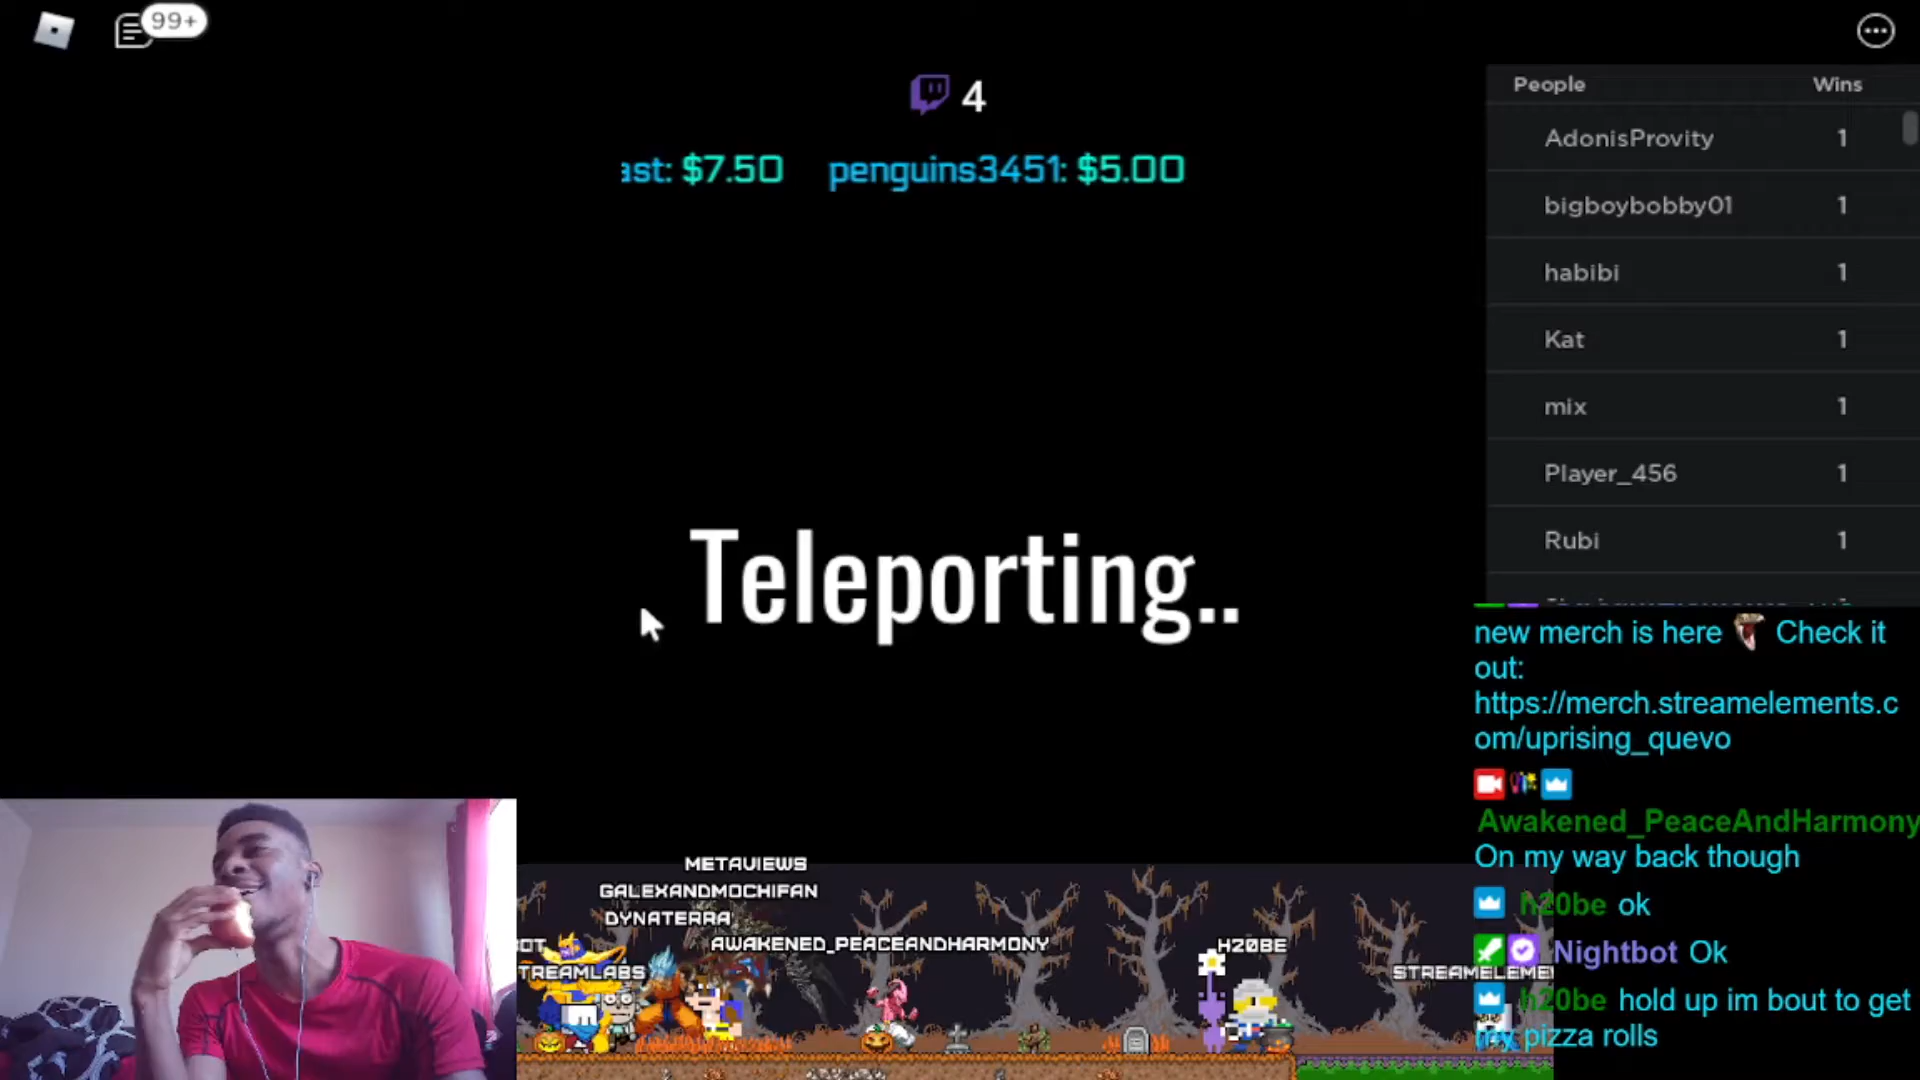 99+
4
ast: $7.50 penguins3451: $5.00
People Wins
AdonisProvity 1
bigboybobby01 1
habibi 1
Kat 1
mix 1
Player_456 1
Rubi 1
Teleporting..
new merch is here Check it
out:
https://merch.streamelements.c
om/uprising_quevo
Awakened_PeaceAndHarmony
On my way back though
h20be ok
Nightbot Ok
h20be hold up im bout to get
my pizza rolls
METAVIEWS
GALEXANDMOCHIFAN
DYNATERRA
AWAKENED_PEACEANDHARMONY
H20BE
TREAMLABS
STREAMELEME